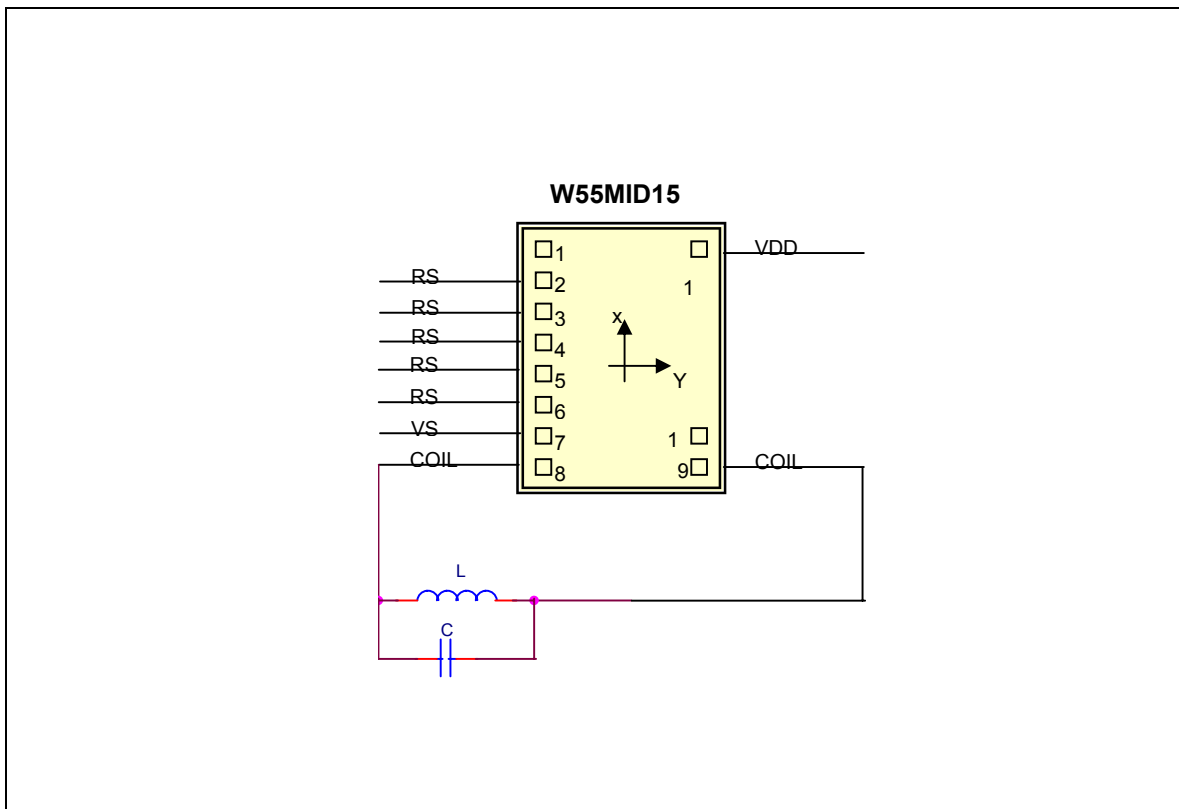 W55MID15
1 VDD
RS 2 1
RS 3 x
RS 4
RS 5 Y
RS 6
VS 7 1
COIL 8 9 COIL
L
C